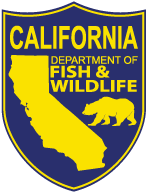 CALIFORNIA
DEPARTMENT OF
FISH &
WILDLIFE